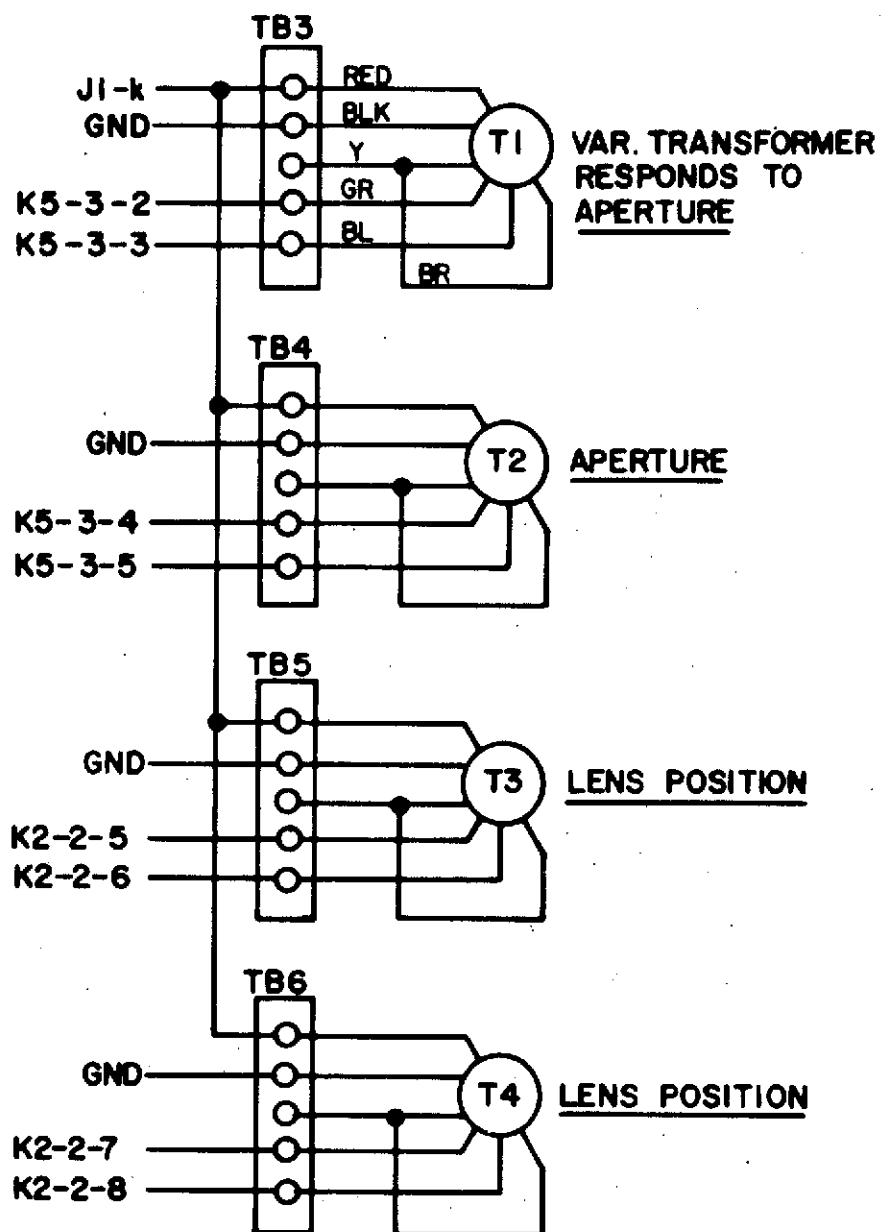 TB3
J1-k
RED
GND
BLK
T1
VAR. TRANSFORMER
RESPONDS TO
APERTURE
Y
K5-3-2
GR
K5-3-3
BL
BR
TB4
GND
T2
APERTURE
K5-3-4
K5-3-5
TB5
GND
T3
LENS POSITION
K2-2-5
K2-2-6
TB6
GND
T4
LENS POSITION
K2-2-7
K2-2-8